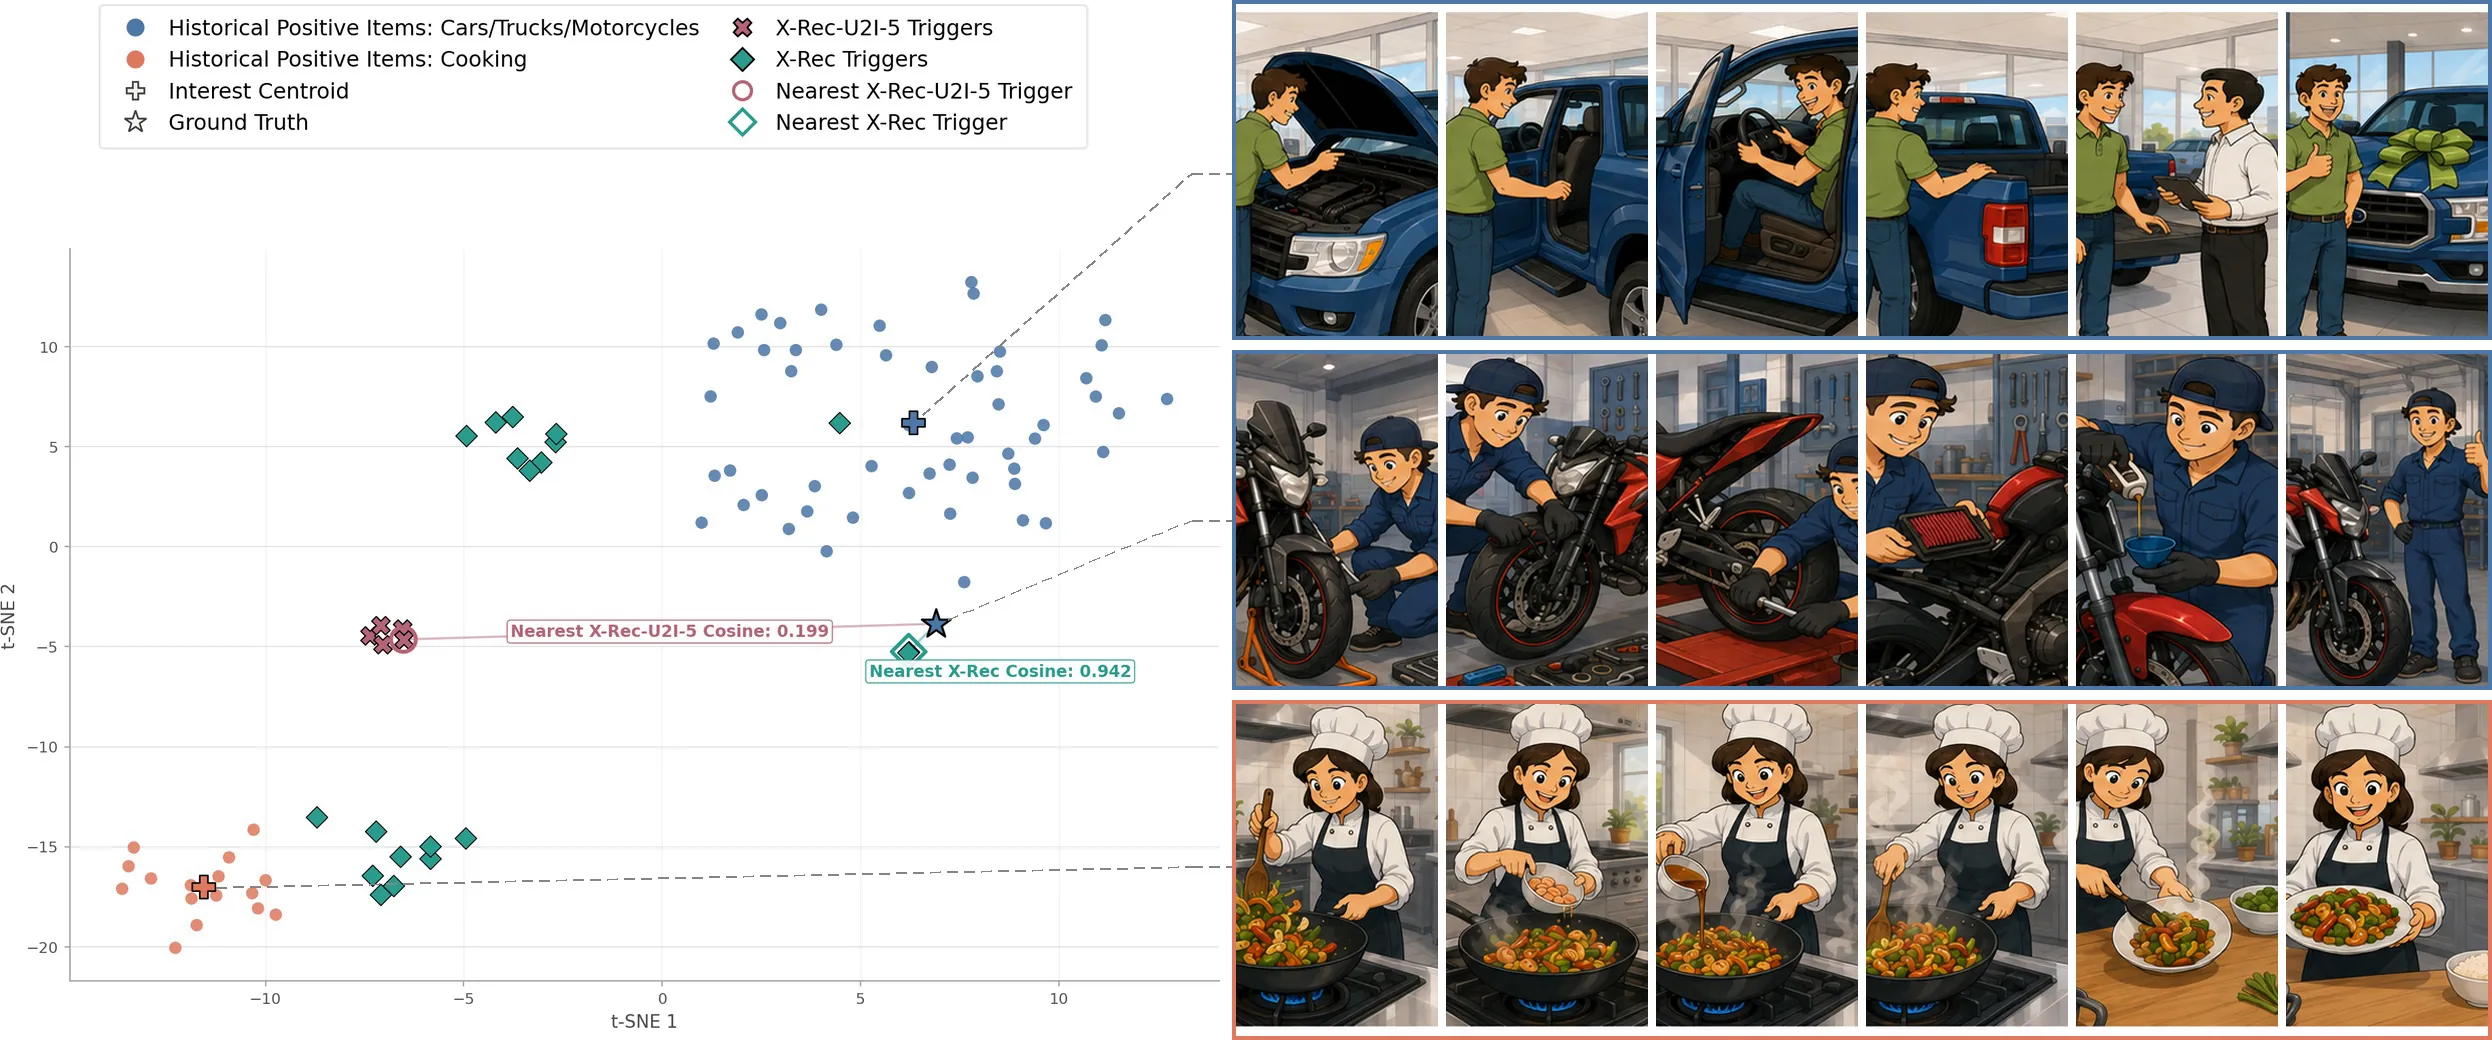 Historical Positive Items: Cars/Trucks/Motorcycles
Historical Positive Items: Cooking
Interest Centroid
Ground Truth
X-Rec-U2I-5 Triggers
X-Rec Triggers
Nearest X-Rec-U2I-5 Trigger
Nearest X-Rec Trigger
10
5
0
−5
−10
−15
−20
t-SNE 2
Nearest X-Rec-U2I-5 Cosine: 0.199
Nearest X-Rec Cosine: 0.942
−10
−5
0
5
10
t-SNE 1